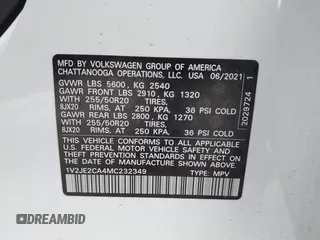 MFD BY VOLKSWAGEN GROUP OF AMERICA
CHATTANOOGA OPERATIONS, LLC. USA 06/2021
GVWR LBS 5600, KG 2540
GAWR FRONT LBS 2910, KG 1320
WITH 255/50R20 TIRES,
8JX20 RIMS, AT 250 KPA, 36 PSI COLD
GAWR REAR LBS 2800, KG 1270
WITH 255/50R20 TIRES,
8JX20 RIMS, AT 250 KPA, 36 PSI COLD
THIS VEHICLE CONFORMS TO ALL APPLICABLE
U.S. FEDERAL MOTOR VEHICLE SAFETY
STANDARDS IN EFFECT ON THE DATE OF
MANUFACTURE SHOWN ABOVE.
1V2JE2CA4MC232349 TYPE: MPV
2029724 1
DREAMBID